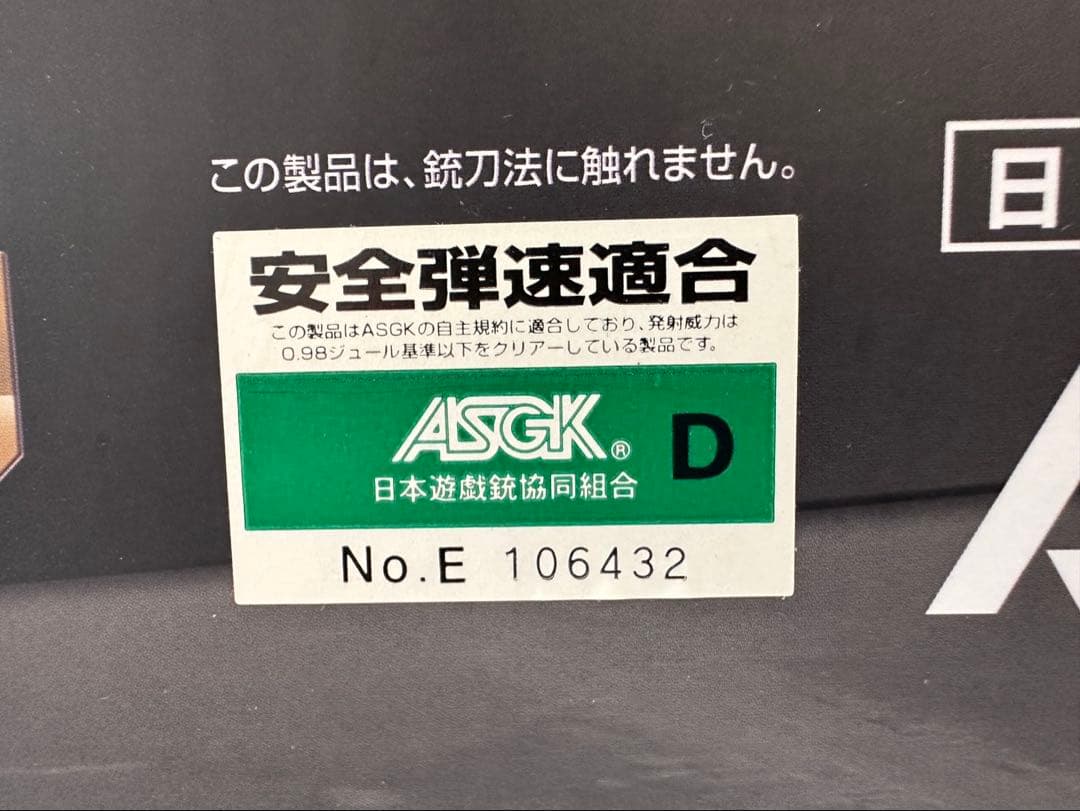 この製品は、銃刀法に触れません。
安全弾速適合
この製品はASGKの自主規約に適合しており、発射威力は
0.98ジュール基準以下をクリアーしている製品です。
ASGK® D
日本遊戯銃協同組合
No.E 106432
日